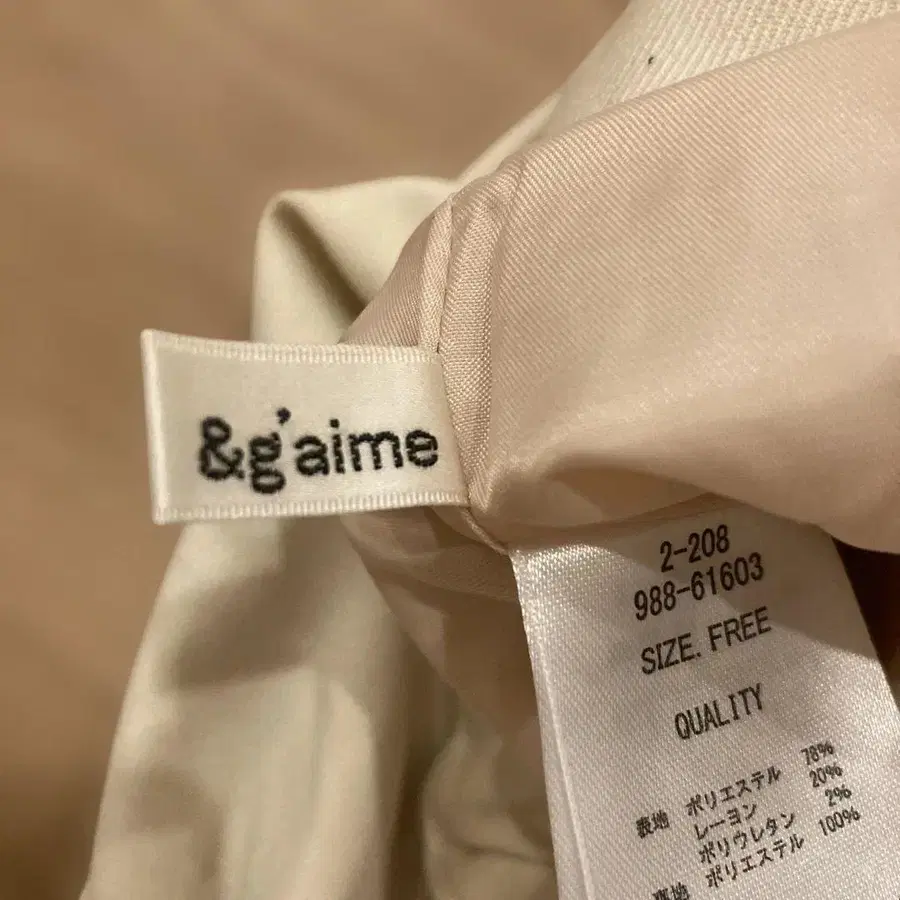 &g'aime
2-208
988-61603
SIZE. FREE
QUALITY
表地 ポリエステル 78%
レーヨン 20%
ポリウレタン 2%
裏地 ポリエステル 100%